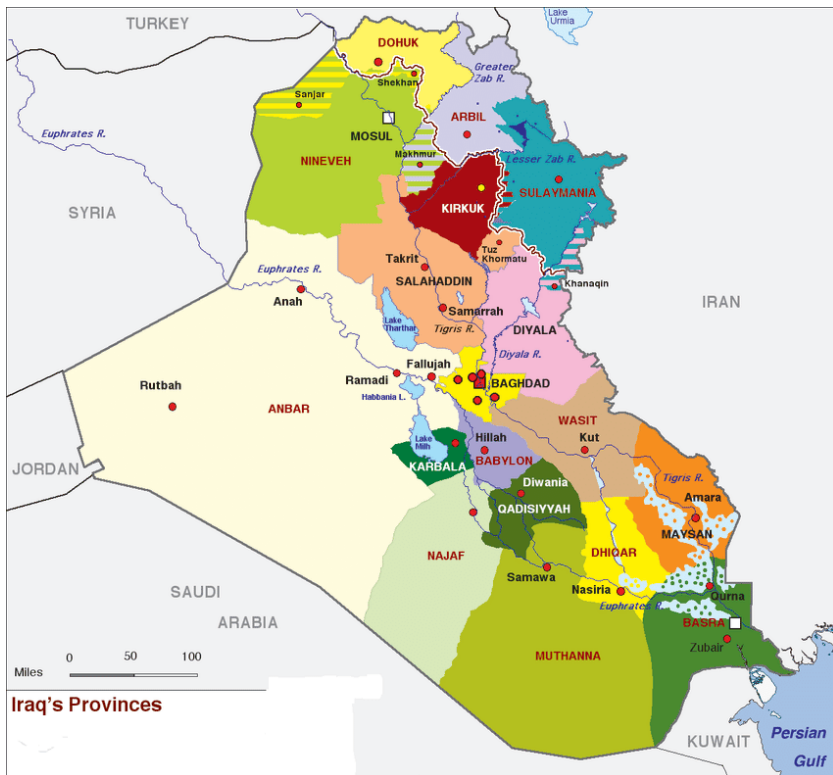 TURKEY
Lake
Urmia
DOHUK
Shekhan
Greater
Zab R.
Sanjar
Euphrates R.
MOSUL
ARBIL
NINEVEH
Makhmur
Lesser Zab R.
SULAYMANIA
SYRIA
KIRKUK
Tuz
Khormatu
Takrit
Euphrates R.
SALAHADDIN
Khanaqin
Anah
IRAN
Samarrah
Lake
Tharthar
Tigris R.
DIYALA
Diyala R.
Fallujah
Ramadi
BAGHDAD
Rutbah
Habbania L.
ANBAR
WASIT
Lake
Milh
Hillah
Kut
BABYLON
KARBALA
JORDAN
Tigris R.
Diwania
Amara
QADISIYYAH
MAYSAN
NAJAF
DHIQAR
Samawa
SAUDI
ARABIA
Nasiria
Qurna
Euphrates R.
BASRA
Zubair
MUTHANNA
Miles
0
50
100
Iraq's Provinces
Persian
Gulf
KUWAIT